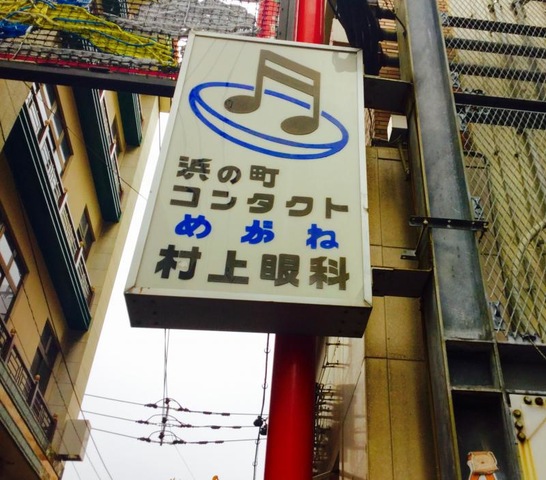 浜の町
コンタクト
めがね
村上眼科